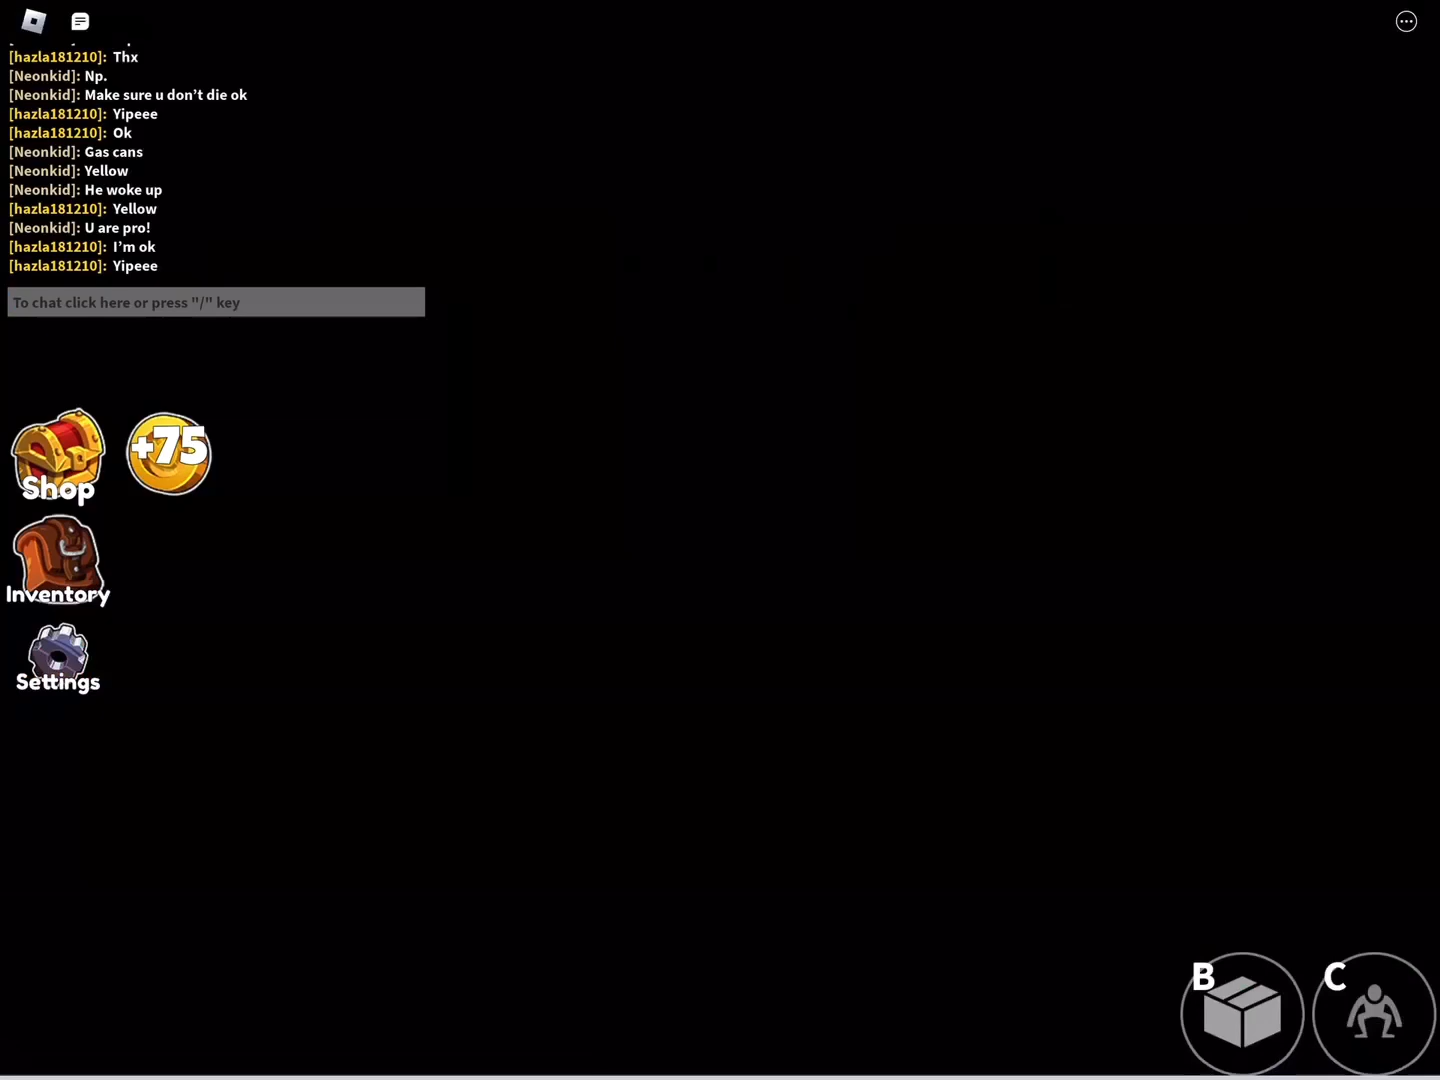 [hazla181210]: Thx
[Neonkid]: Np.
[Neonkid]: Make sure u don’t die ok
[hazla181210]: Yipeee
[hazla181210]: Ok
[Neonkid]: Gas cans
[Neonkid]: Yellow
[Neonkid]: He woke up
[hazla181210]: Yellow
[Neonkid]: U are pro!
[hazla181210]: I’m ok
[hazla181210]: Yipeee
To chat click here or press "/" key
Shop
+75
Inventory
Settings
B
C